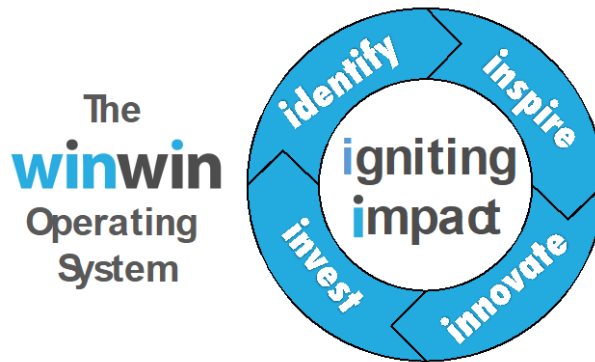 The
winwin
Operating
System
identify
inspire
innovate
invest
igniting
impact